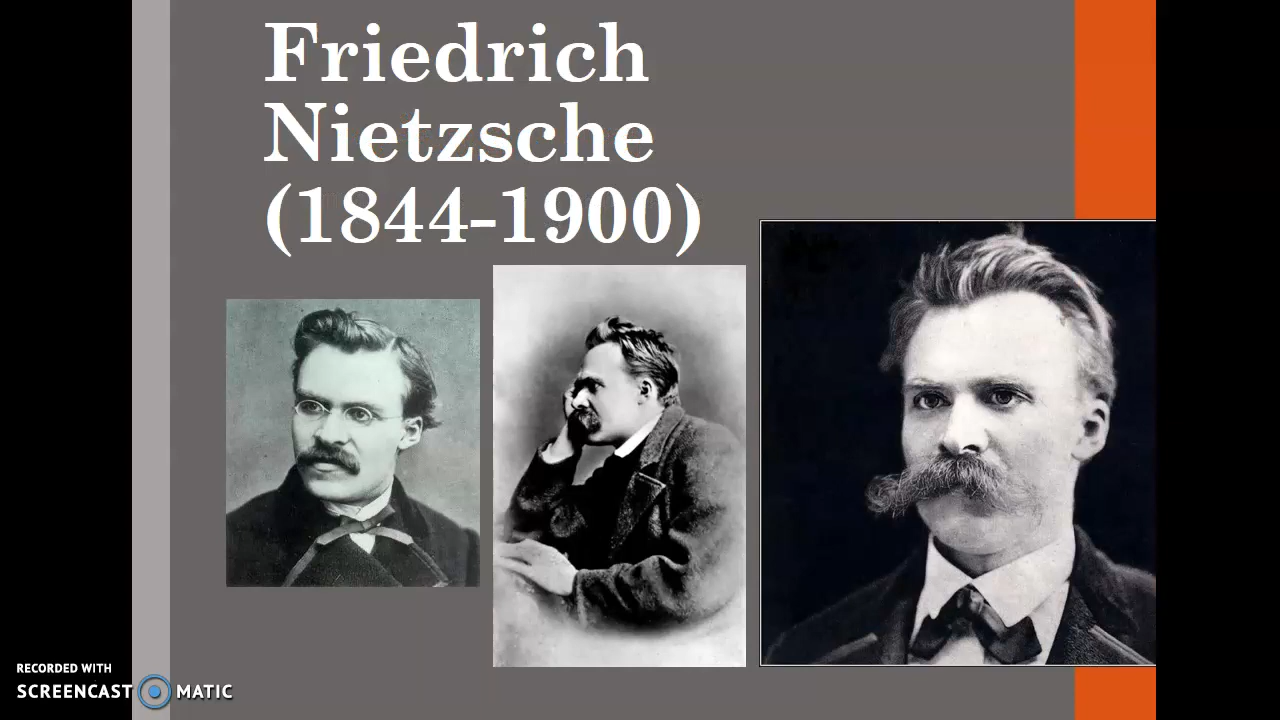 Friedrich
Nietzsche
(1844-1900)
RECORDED WITH
SCREENCAST MATIC